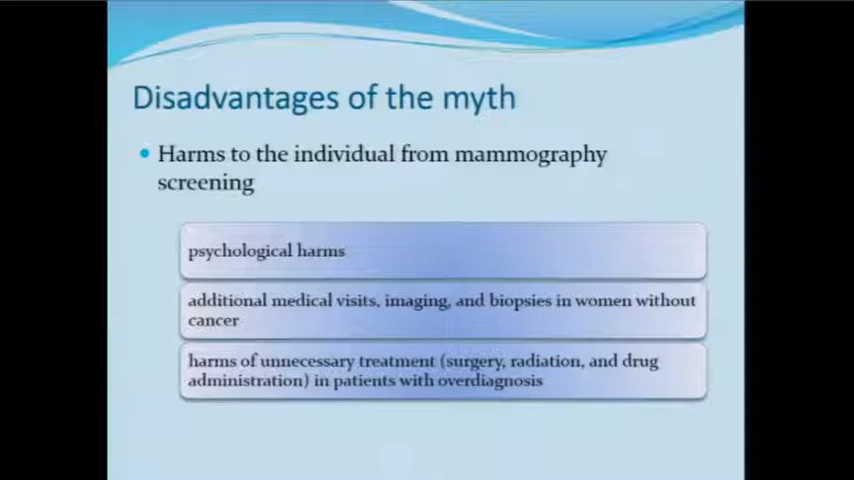 Disadvantages of the myth
• Harms to the individual from mammography
screening
psychological harms
additional medical visits, imaging, and biopsies in women without
cancer
harms of unnecessary treatment (surgery, radiation, and drug
administration) in patients with overdiagnosis